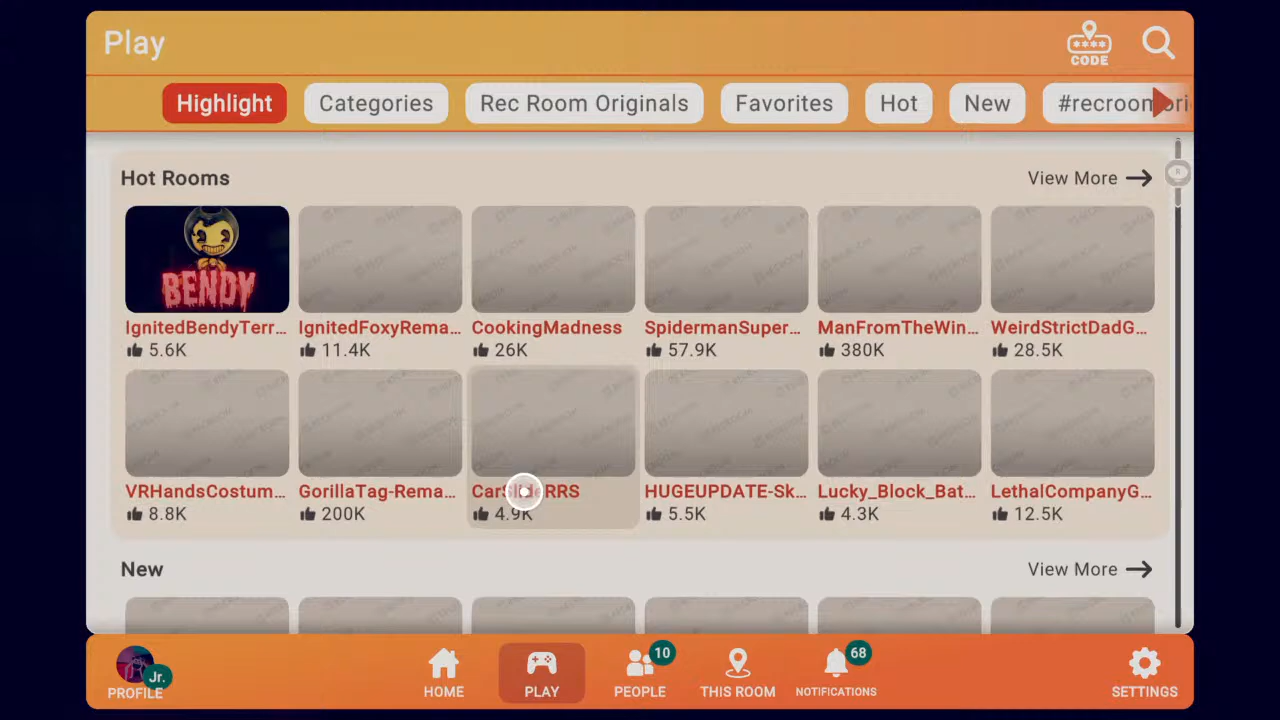 Play
**** CODE
Highlight
Categories
Rec Room Originals
Favorites
Hot
New
#recroomori
Hot Rooms
View More
BENDY
IgnitedBendyTerr...
IgnitedFoxyRema...
CookingMadness
SpidermanSuper...
ManFromTheWin...
WeirdStrictDadG...
5.6K
11.4K
26K
57.9K
380K
28.5K
VRHandsCostum...
GorillaTag-Rema...
CarSliderRRS
HUGEUPDATE-Sk...
Lucky_Block_Bat...
LethalCompanyG...
8.8K
200K
4.9K
5.5K
4.3K
12.5K
New
View More
Jr.
PROFILE
HOME
PLAY
10
PEOPLE
THIS ROOM
68
NOTIFICATIONS
SETTINGS